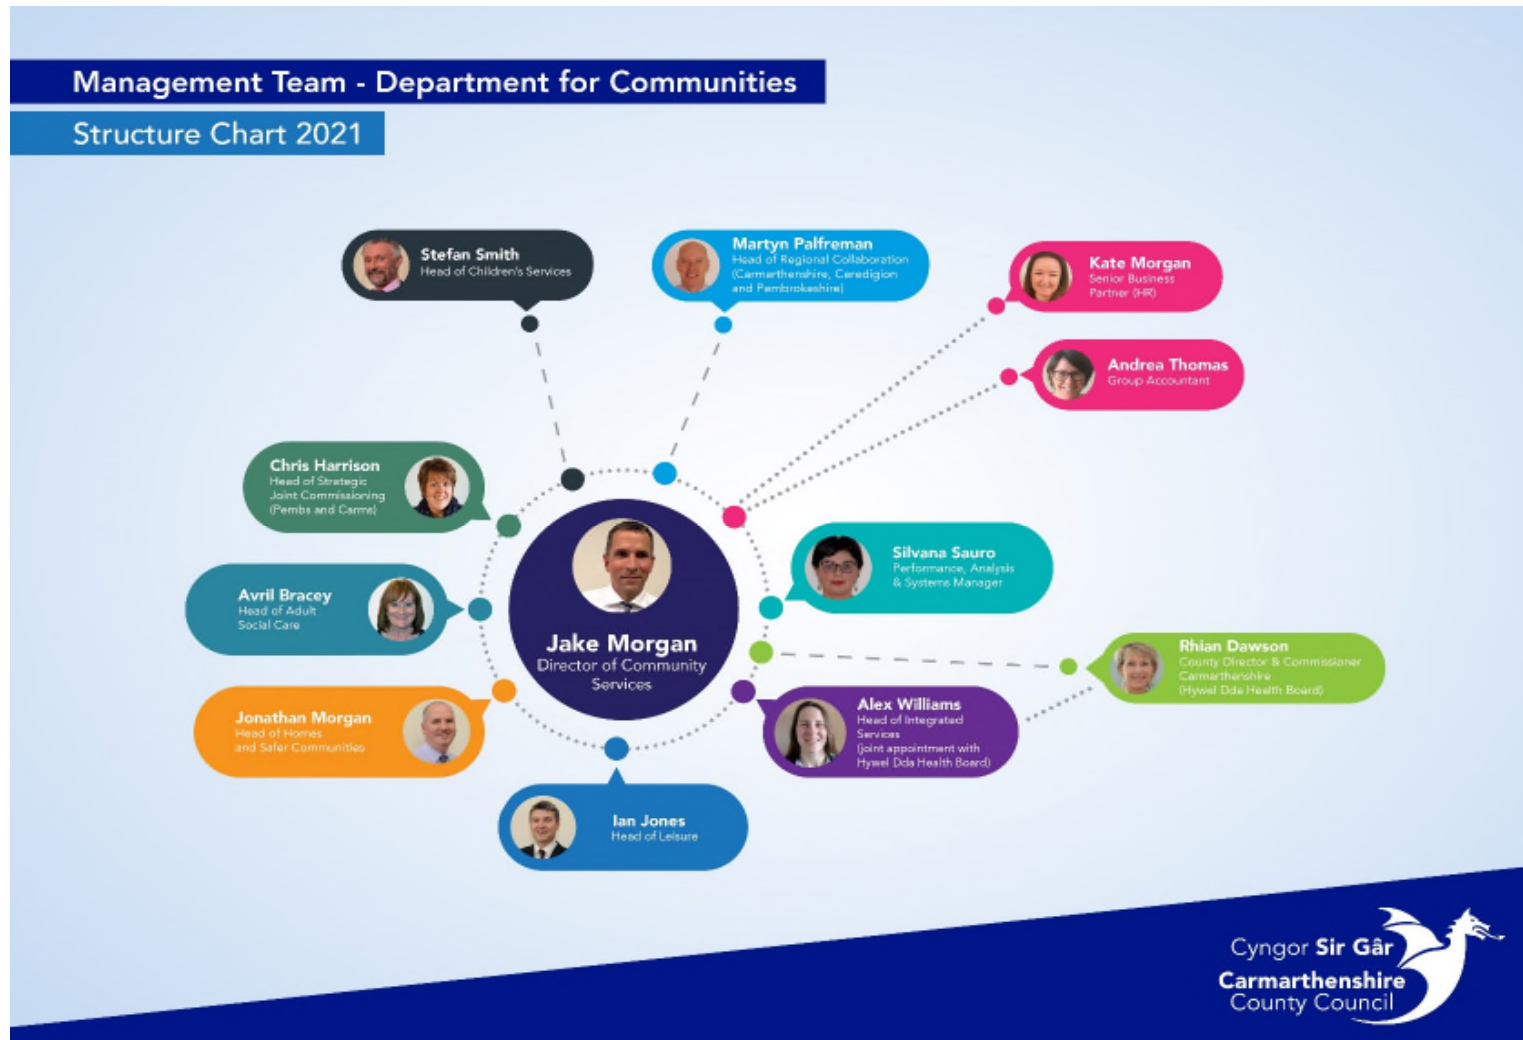 Management Team - Department for Communities
Structure Chart 2021
Stefan Smith
Head of Children's Services
Martyn Palfreman
Head of Regional Collaboration
(Carmarthenshire, Ceredigion
and Pembrokeshire)
Kate Morgan
Senior Business
Partner (HR)
Andrea Thomas
Group Accountant
Chris Harrison
Head of Strategic
Joint Commissioning
(Pembs and Carms)
Silvana Sauro
Performance, Analysis
& Systems Manager
Avril Bracey
Head of Adult
Social Care
Jake Morgan
Director of Community
Services
Rhian Dawson
County Director & Commissioner
Carmarthenshire
(Hywel Dda Health Board)
Jonathan Morgan
Head of Homes
and Safer Communities
Alex Williams
Head of Integrated
Services
(joint appointment with
Hywel Dda Health Board)
Ian Jones
Head of Leisure
Cyngor Sir Gâr
Carmarthenshire
County Council